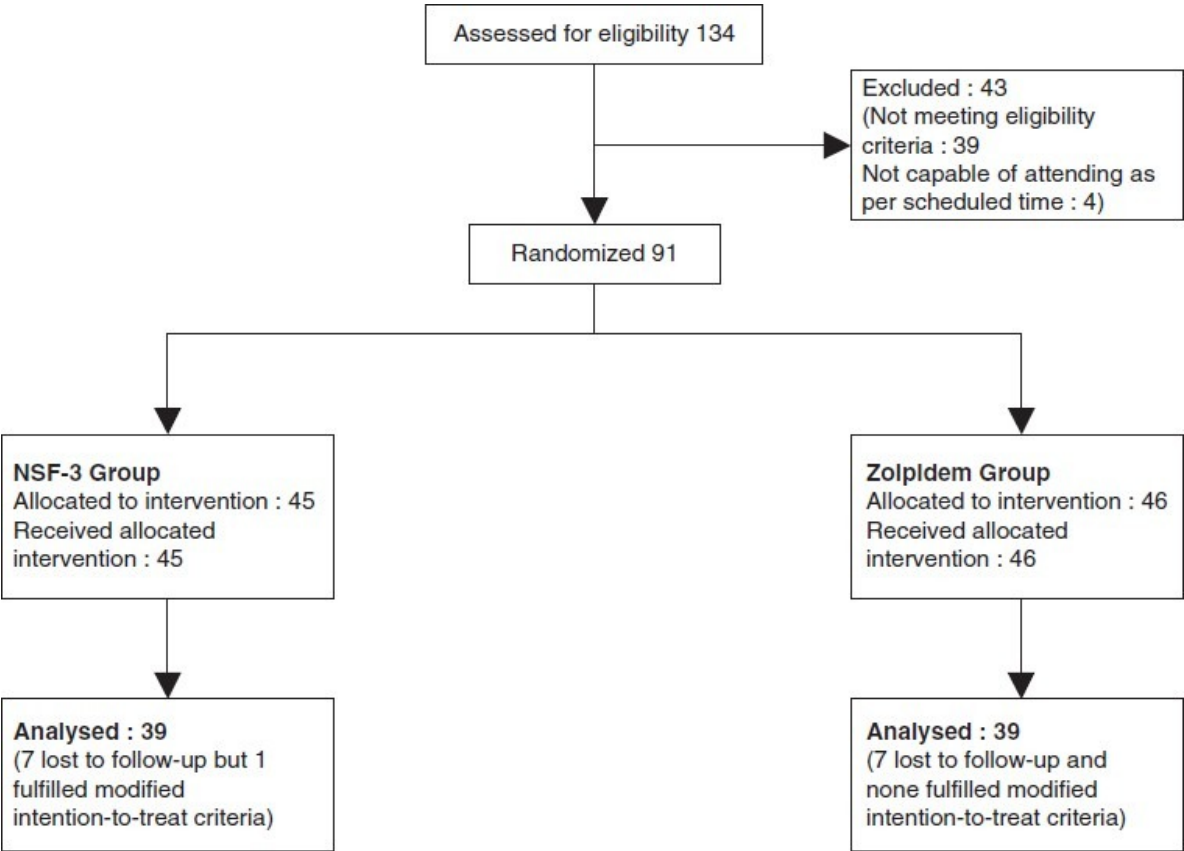 Assessed for eligibility 134
Excluded : 43
(Not meeting eligibility
criteria : 39
Not capable of attending as
per scheduled time : 4)
Randomized 91
NSF-3 Group
Allocated to intervention : 45
Received allocated
intervention : 45
Zolpldem Group
Allocated to intervention : 46
Received allocated
intervention : 46
Analysed : 39
(7 lost to follow-up but 1
fulfilled modified
intention-to-treat criteria)
Analysed : 39
(7 lost to follow-up and
none fulfilled modified
intention-to-treat criteria)